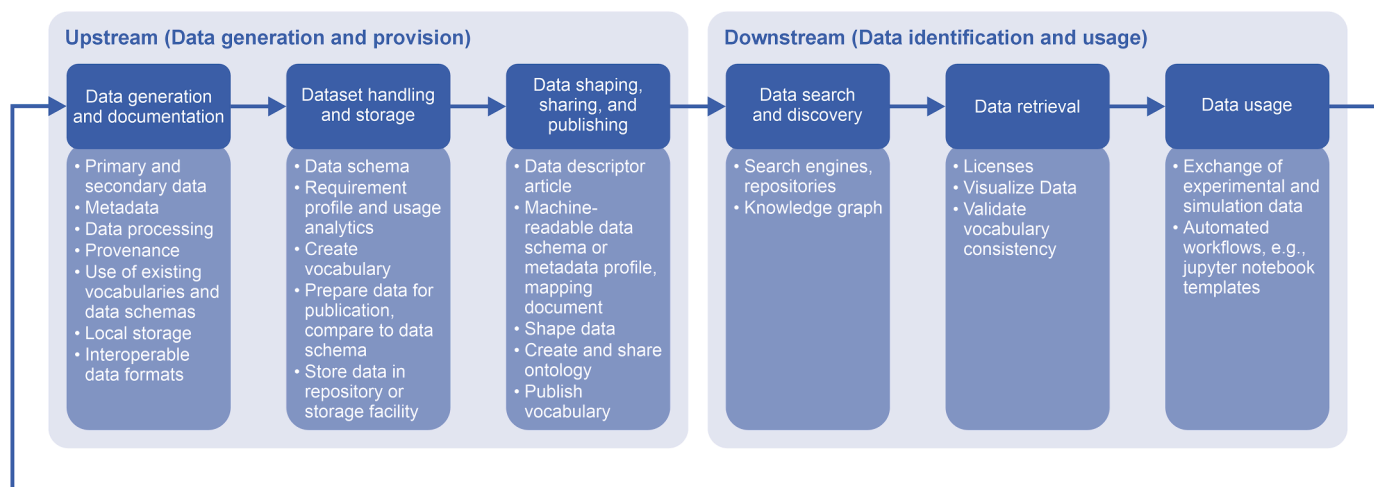 Upstream (Data generation and provision)
Data generation
and documentation
• Primary and
secondary data
• Metadata
• Data processing
• Provenance
• Use of existing
vocabularies and
data schemas
• Local storage
• Interoperable
data formats
Dataset handling
and storage
• Data schema
• Requirement
profile and usage
analytics
• Create
vocabulary
• Prepare data for
publication,
compare to data
schema
• Store data in
repository or
storage facility
Data shaping,
sharing, and
publishing
• Data descriptor
article
• Machine-
readable data
schema or
metadata profile,
mapping
document
• Shape data
• Create and share
ontology
• Publish
vocabulary
Downstream (Data identification and usage)
Data search
and discovery
• Search engines,
repositories
• Knowledge graph
Data retrieval
• Licenses
• Visualize Data
• Validate
vocabulary
consistency
Data usage
• Exchange of
experimental and
simulation data
• Automated
workflows, e.g.,
jupyter notebook
templates